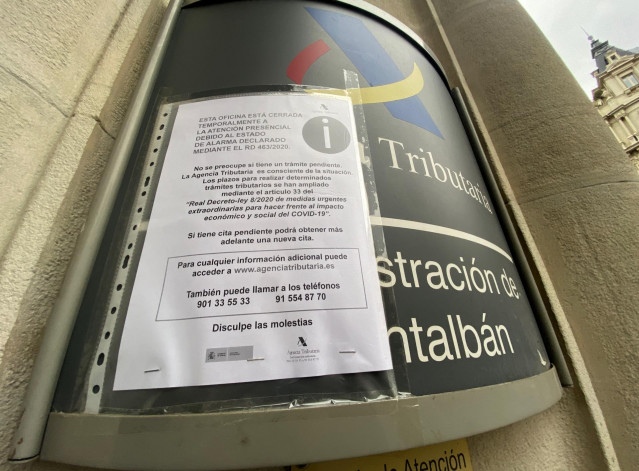 ESTA OFICINA ESTÁ CERRADA
TEMPORALMENTE A
LA ATENCIÓN PRESENCIAL
DEBIDO AL ESTADO
DE ALARMA DECLARADO
MEDIANTE EL RD 463/2020.
i
No se preocupe si tiene un trámite pendiente.
La Agencia Tributaria es consciente de la situación.
Los plazos para realizar determinados
trámites tributarios se han ampliado
mediante el artículo 33 del
"Real Decreto-ley 8/2020 de medidas urgentes
extraordinarias para hacer frente al impacto
económico y social del COVID-19".
Si tiene cita pendiente podrá obtener más
adelante una nueva cita.
Para cualquier información adicional puede
acceder a www.agenciatributaria.es
También puede llamar a los teléfonos
901 33 55 33 91 554 87 70
Disculpe las molestias
Agencia Tributaria
Tributaria
stración de
ntalbán
de Atención